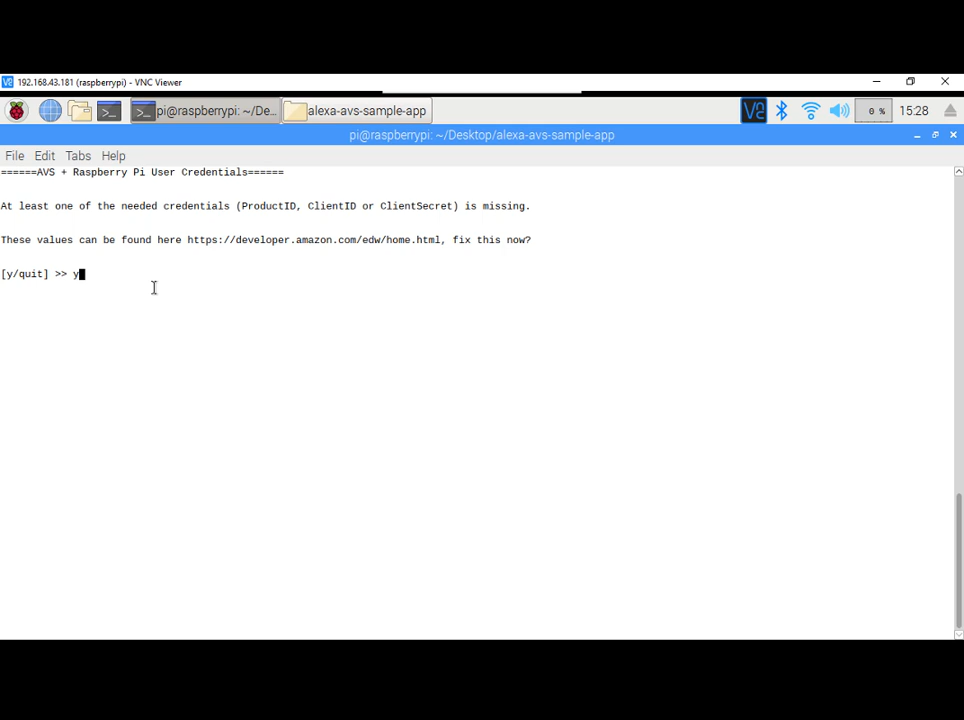 192.168.43.181 (raspberrypi) - VNC Viewer
pi@raspberrypi: ~/De... alexa-avs-sample-app 0 % 15:28
pi@raspberrypi: ~/Desktop/alexa-avs-sample-app
File Edit Tabs Help
======AVS + Raspberry Pi User Credentials======
At least one of the needed credentials (ProductID, ClientID or ClientSecret) is missing.
These values can be found here https://developer.amazon.com/edw/home.html, fix this now?
[y/quit] >> y